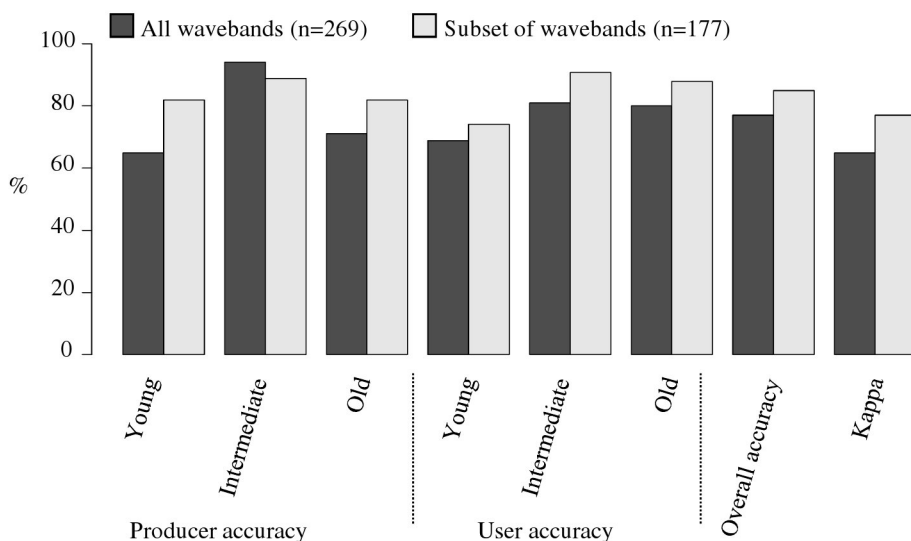 All wavebands (n=269)
Subset of wavebands (n=177)
100
80
60
40
20
0
%
Young
Intermediate
Old
Young
Intermediate
Old
Overall accuracy
Kappa
Producer accuracy
User accuracy